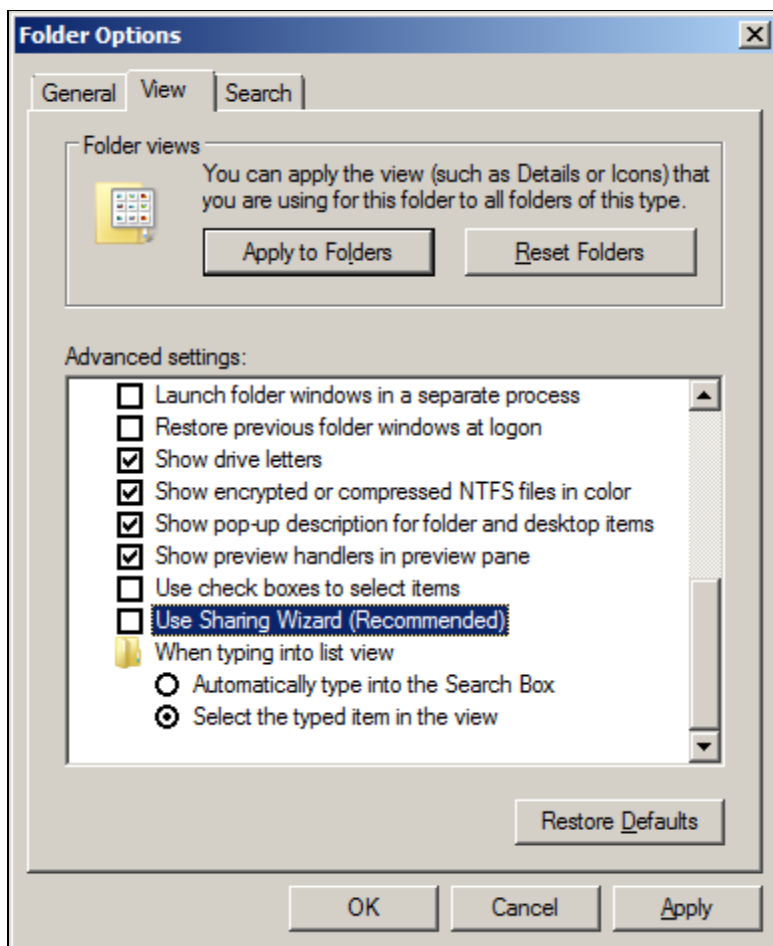 Folder Options
General View Search
Folder views
You can apply the view (such as Details or Icons) that
you are using for this folder to all folders of this type.
Apply to Folders Reset Folders
Advanced settings:
Launch folder windows in a separate process
Restore previous folder windows at logon
Show drive letters
Show encrypted or compressed NTFS files in color
Show pop-up description for folder and desktop items
Show preview handlers in preview pane
Use check boxes to select items
Use Sharing Wizard (Recommended)
When typing into list view
Automatically type into the Search Box
Select the typed item in the view
Restore Defaults
OK Cancel Apply